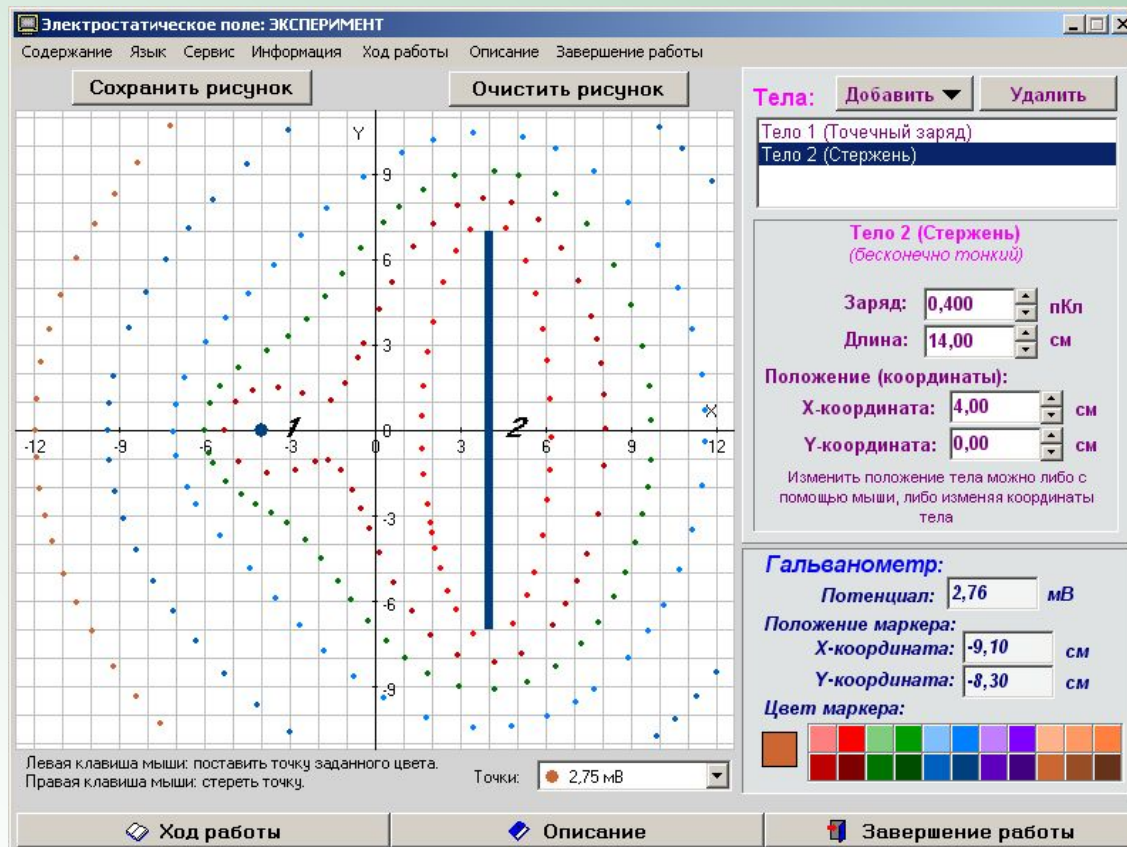 Электростатическое поле: ЭКСПЕРИМЕНТ
Содержание Язык Сервис Информация Ход работы Описание Завершение работы
Сохранить рисунок Очистить рисунок
Y
9
6
3
X
-12 -9 -6 -3 0 0 3 6 9 12
-3
-6
-9
1
2
Левая клавиша мыши: поставить точку заданного цвета.
Правая клавиша мыши: стереть точку.
Точки: 2,75 мВ
Тела: Добавить Удалить
Тело 1 (Точечный заряд)
Тело 2 (Стержень)
Тело 2 (Стержень)
(бесконечно тонкий)
Заряд: 0,400 пКл
Длина: 14,00 см
Положение (координаты):
X-координата: 4,00 см
Y-координата: 0,00 см
Изменить положение тела можно либо с
помощью мыши, либо изменяя координаты
тела
Гальванометр:
Потенциал: 2,76 мВ
Положение маркера:
X-координата: -9,10 см
Y-координата: -8,30 см
Цвет маркера:
Ход работы Описание Завершение работы